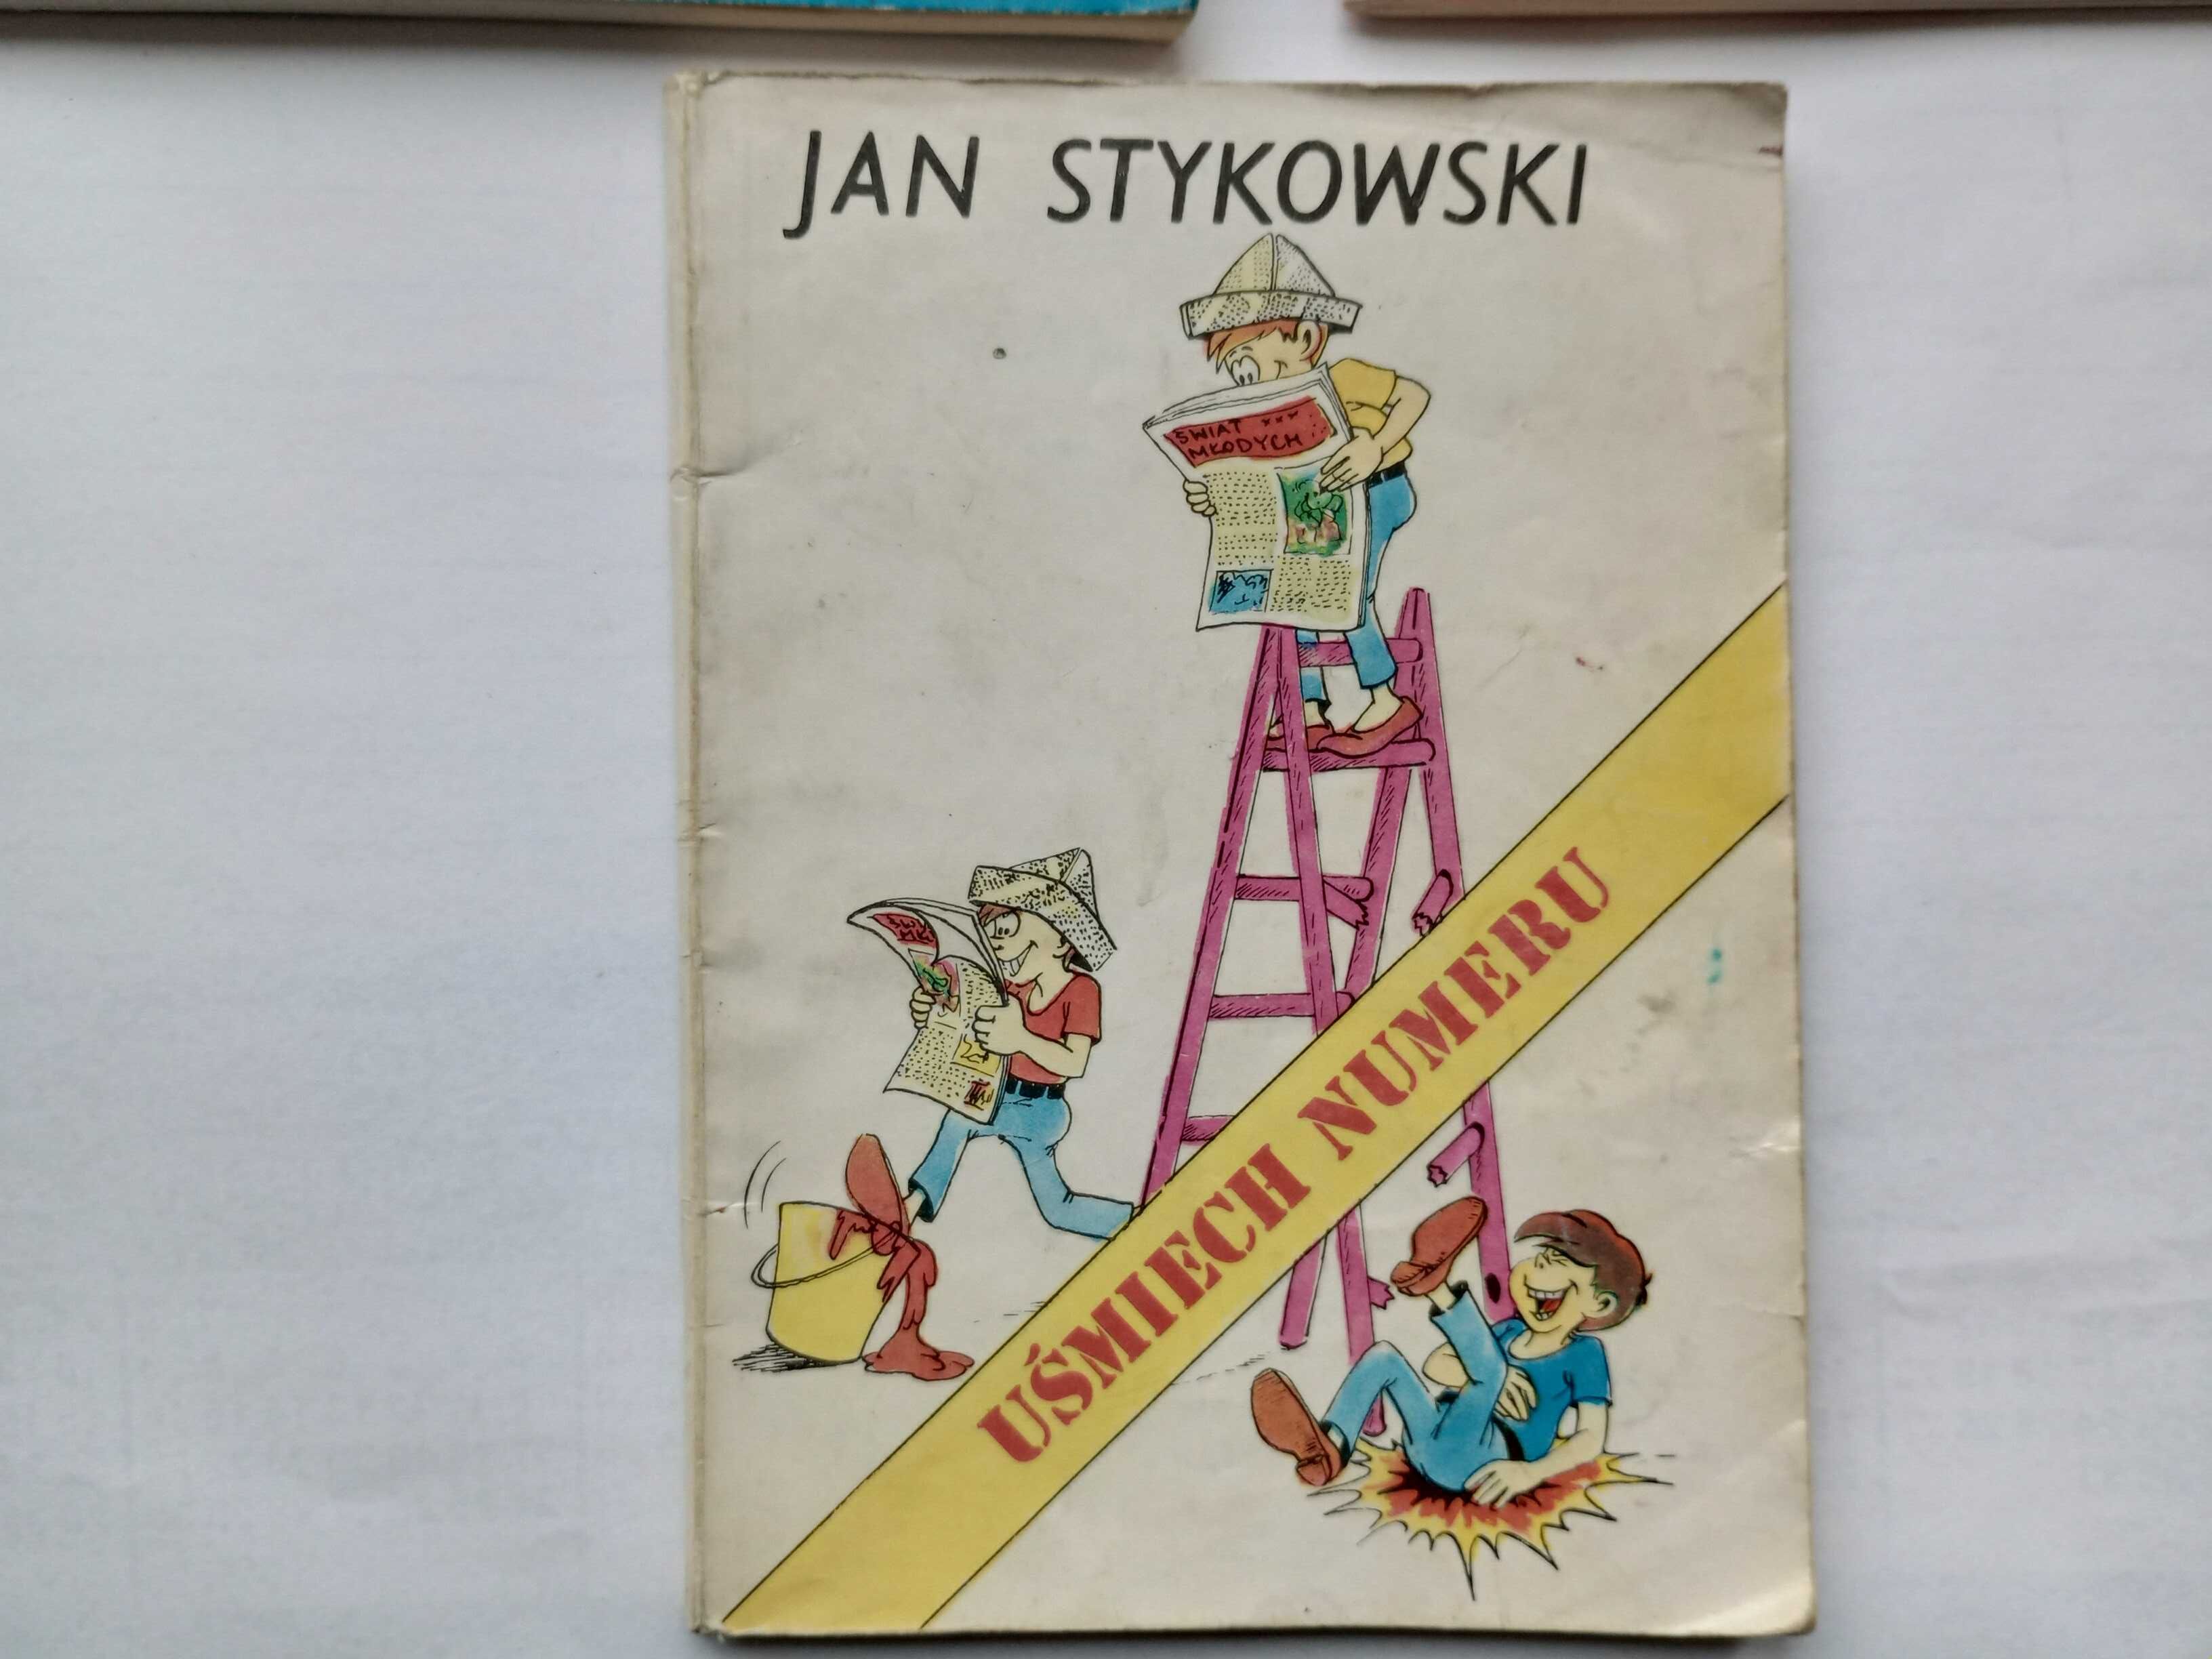 JAN STYKOWSKI
ŚWIAT
MŁODYCH
UŚMIECH NUMERU